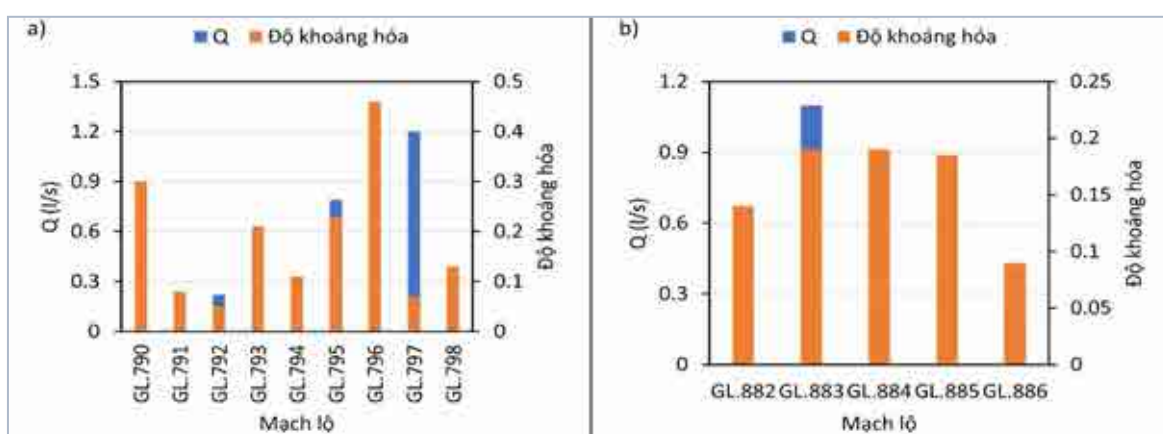 a)
Q Độ khoáng hóa
1.5
1.2
0.9
0.6
0.3
0
Q (l/s)
0.5
0.4
0.3
0.2
0.1
0
Độ khoáng hóa
GL.790
GL.791
GL.792
GL.793
GL.794
GL.795
GL.796
GL.797
GL.798
Mạch lộ
b)
Q Độ khoáng hóa
1.2
0.9
0.6
0.3
0
Q (l/s)
0.25
0.2
0.15
0.1
0.05
0
Độ khoáng hóa
GL.882 GL.883 GL.884 GL.885 GL.886
Mạch lộ